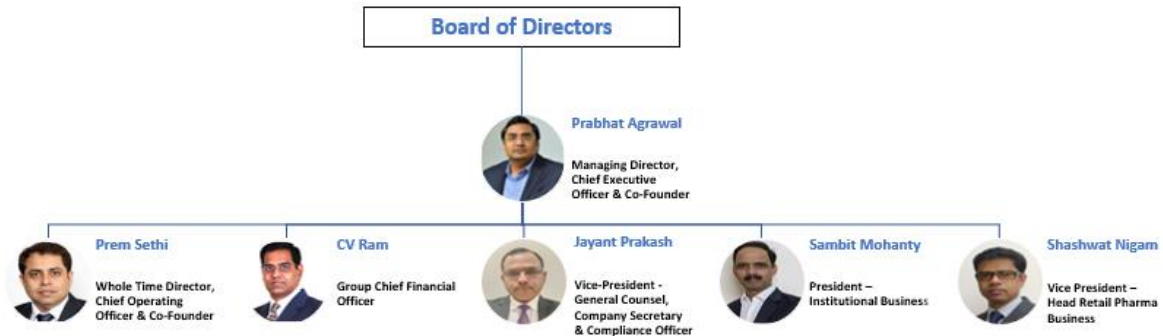 Board of Directors
Prabhat Agrawal
Managing Director,
Chief Executive
Officer & Co-Founder
Prem Sethi
Whole Time Director,
Chief Operating
Officer & Co-Founder
CV Ram
Group Chief Financial
Officer
Jayant Prakash
Vice-President -
General Counsel,
Company Secretary
& Compliance Officer
Sambit Mohanty
President –
Institutional Business
Shashwat Nigam
Vice President –
Head Retail Pharma
Business